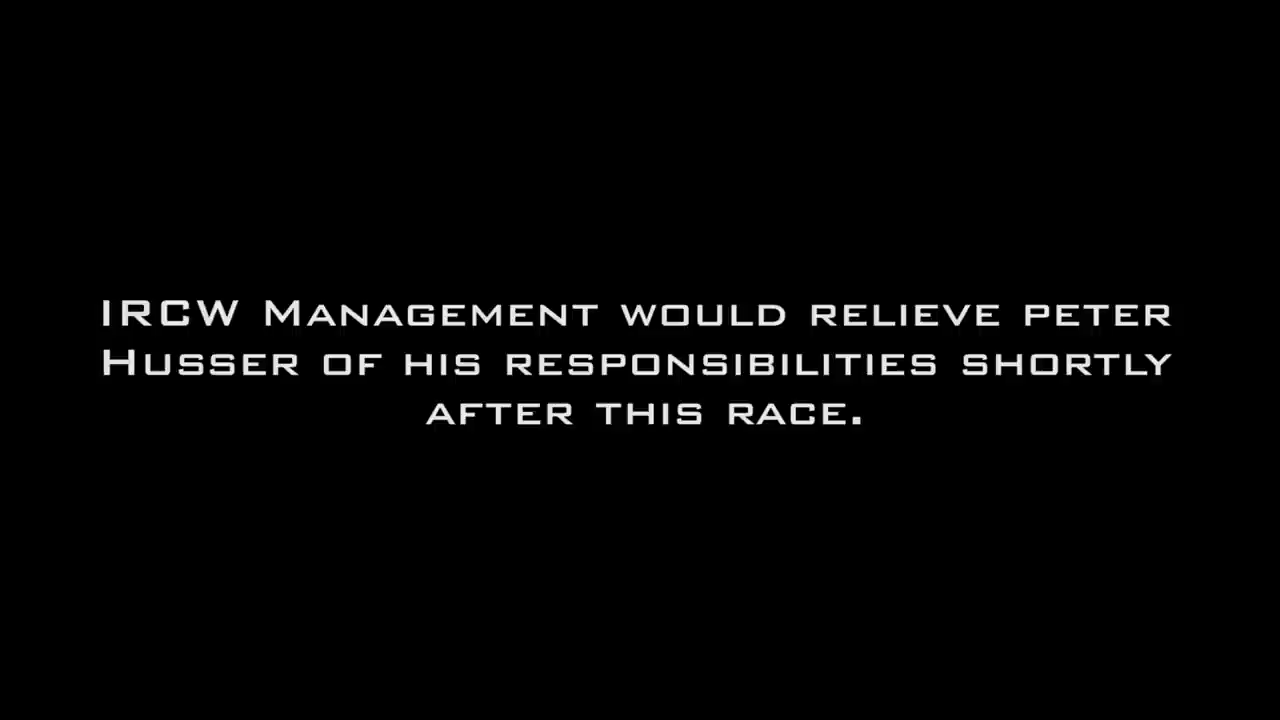 IRCW Management would relieve peter
Husser of his responsibilities shortly
after this race.